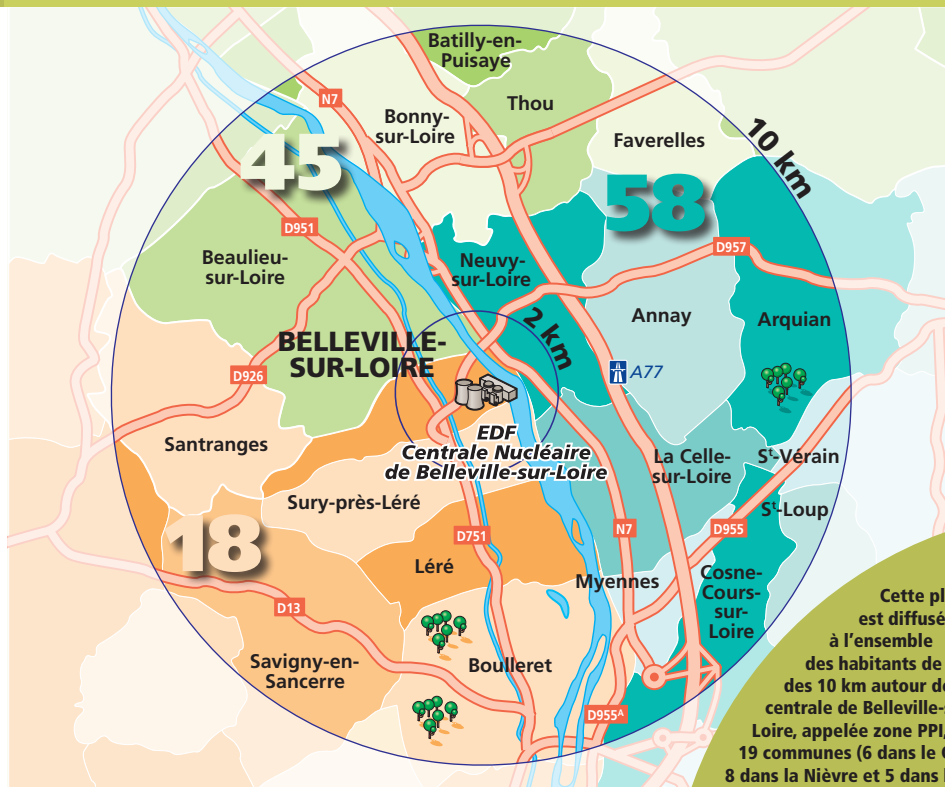 Batilly-en-
Puisaye
Thou
N7
Bonny-
sur-Loire
Faverelles
10 km
45
58
D951
D957
Beaulieu-
sur-Loire
Neuvy-
sur-Loire
Annay
Arquian
2 km
BELLEVILLE-
SUR-LOIRE
A77
D926
EDF
Centrale Nucléaire
de Belleville-sur-Loire
Santranges
La Celle-
sur-Loire
St-Vérain
Sury-près-Léré
St-Loup
18
D751
N7
D955
Léré
Myennes
Cosne-
Cours-
sur-
Loire
D13
Savigny-en-
Sancerre
Boulleret
D955A
Cette pl
est diffusé
à l'ensemble
des habitants de
des 10 km autour de
centrale de Belleville-s
Loire, appelée zone PPI,
19 communes (6 dans le C
8 dans la Nièvre et 5 dans l